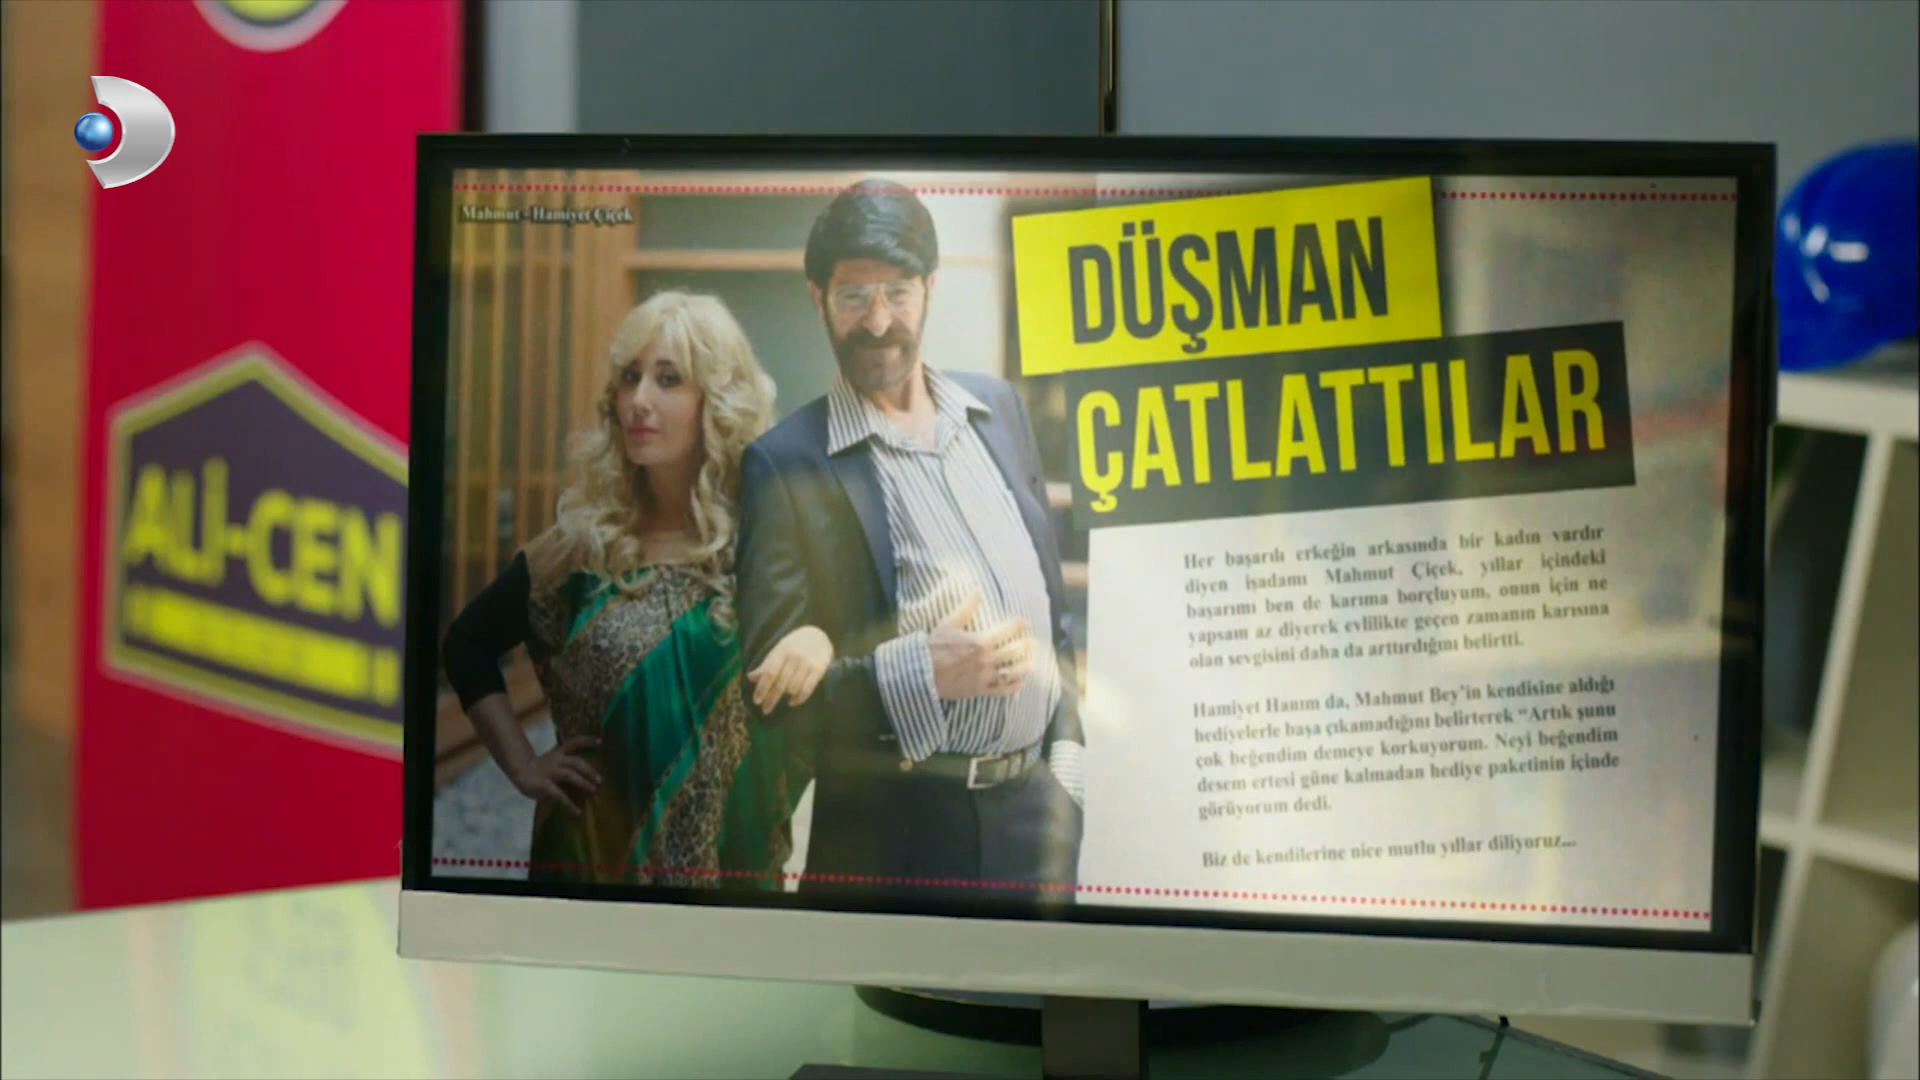 Mahmut - Hamiyet Çiçek
DÜŞMAN
ÇATLATTILAR
ALİ-CEN
Her başarılı erkeğin arkasında bir kadın vardır
diyen işadamı Mahmut Çiçek, yıllar içindeki
başarımı ben de karıma borçluyum, onun için ne
yapsam az diyerek evlilikte geçen zamanın karısına
olan sevgisini daha da arttırdığını belirtti.
Hamiyet Hanım da, Mahmut Bey'in kendisine aldığı
hediyelerle başa çıkamadığını belirterek "Artık şunu
çok beğendim demeye korkuyorum. Neyi beğendim
desem ertesi güne kalmadan hediye paketinin içinde
görüyorum dedi.
Biz de kendilerine nice mutlu yıllar diliyoruz...